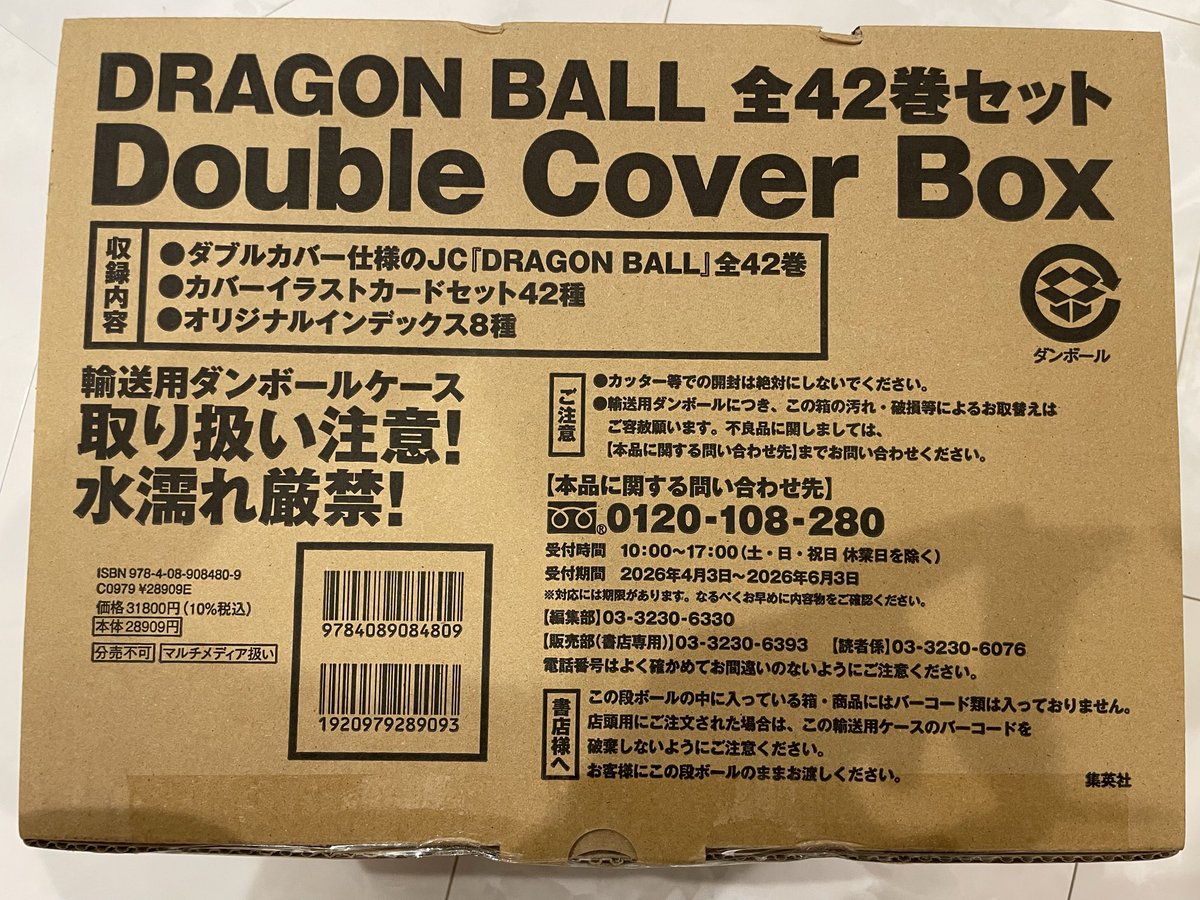 DRAGON BALL 全42巻セット
Double Cover Box
収録内容
●ダブルカバー仕様のJC『DRAGON BALL』全42巻
●カバーイラストカードセット42種
●オリジナルインデックス8種
ダンボール
輸送用ダンボールケース
取り扱い注意!
水濡れ厳禁!
ご注意
●カッター等での開封は絶対にしないでください。
●輸送用ダンボールにつき、この箱の汚れ・破損等によるお取替えは
ご容赦願います。不良品に関しましては、
【本品に関する問い合わせ先】までお問い合わせください。
【本品に関する問い合わせ先】
®0120-108-280
受付時間 10:00〜17:00(土・日・祝日 休業日を除く)
受付期間 2026年4月3日〜2026年6月3日
※対応には期限があります。なるべくお早めに内容物をご確認ください。
【編集部】03-3230-6330
【販売部(書店専用)】03-3230-6393 【読者係】03-3230-6076
電話番号はよく確かめてお間違いのないようにご注意ください。
ISBN 978-4-08-908480-9
C0979 ¥28909E
価格 31800円(10%税込)
本体 28909円
分売不可 マルチメディア扱い
9784089084809
1920979289093
書店様へ
この段ボールの中に入っている箱・商品にはバーコード類は入っておりません。
店頭用にご注文された場合は、この輸送用ケースのバーコードを
破棄しないようにご注意ください。
お客様にこの段ボールのままお渡しください。
集英社